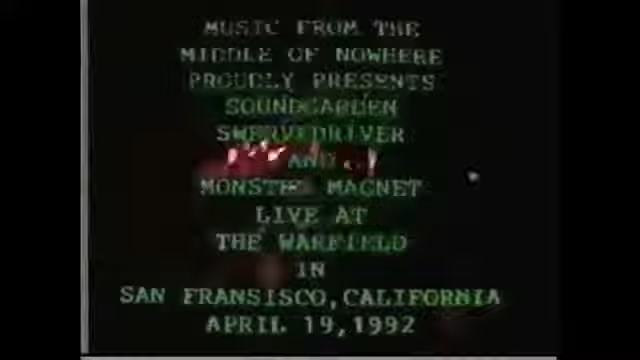 MUSIC FROM THE
MIDDLE OF NOWHERE
PROUDLY PRESENTS
SOUNDGARDEN
SWERVEDRIVER
AND
MONSTER MAGNET
LIVE AT
THE WARFIELD
IN
SAN FRANSISCO,CALIFORNIA
APRIL 19,1992